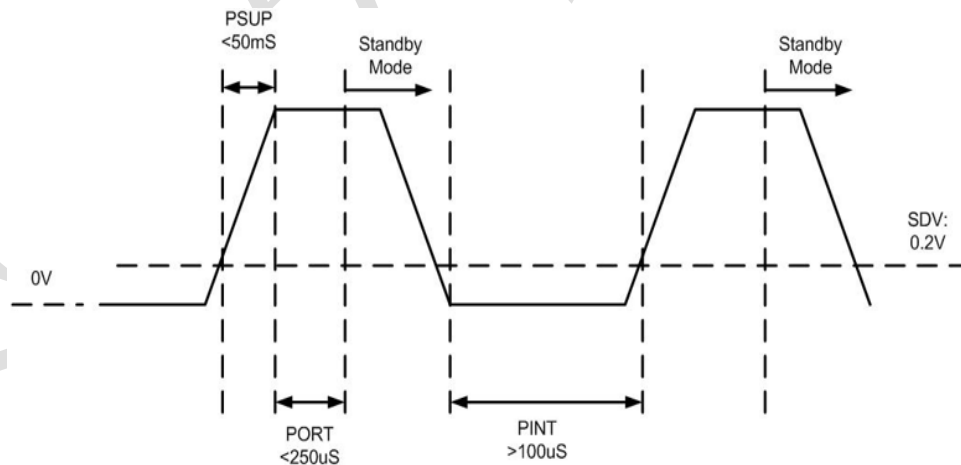 PSUP
<50mS
Standby
Mode
Standby
Mode
SDV:
0.2V
0V
PORT
<250uS
PINT
>100uS